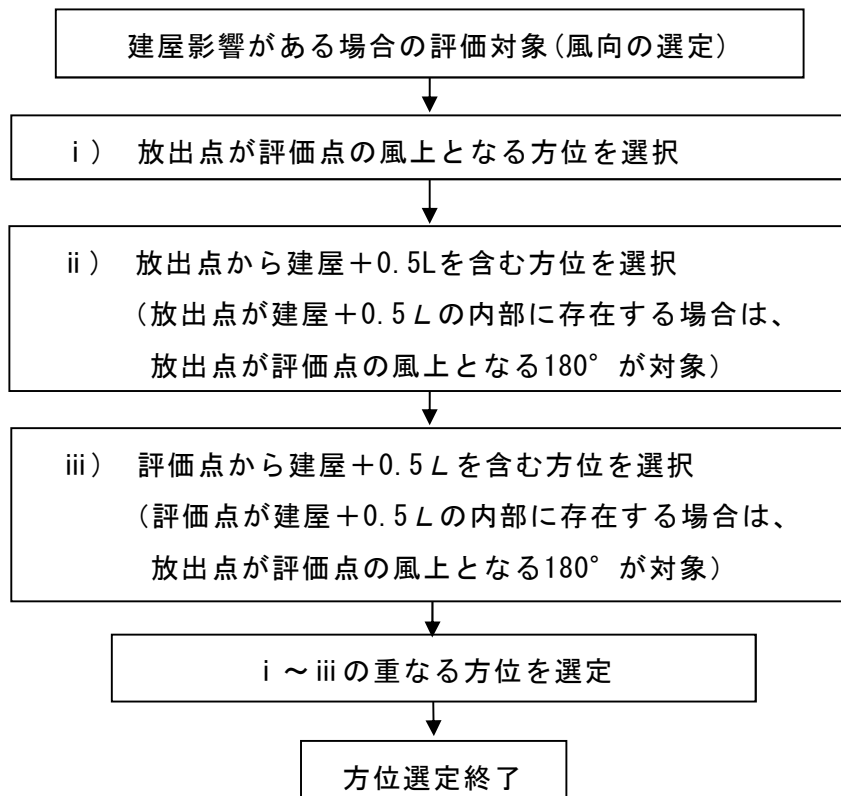 建屋影響がある場合の評価対象(風向の選定)
ⅰ） 放出点が評価点の風上となる方位を選択
ⅱ） 放出点から建屋＋0.5Lを含む方位を選択
（放出点が建屋＋0.5Lの内部に存在する場合は、
放出点が評価点の風上となる180°が対象）
ⅲ） 評価点から建屋＋0.5Lを含む方位を選択
（評価点が建屋＋0.5Lの内部に存在する場合は、
放出点が評価点の風上となる180°が対象）
ⅰ～ⅲの重なる方位を選定
方位選定終了